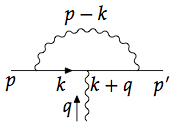 p − k
p k k + q p′
q